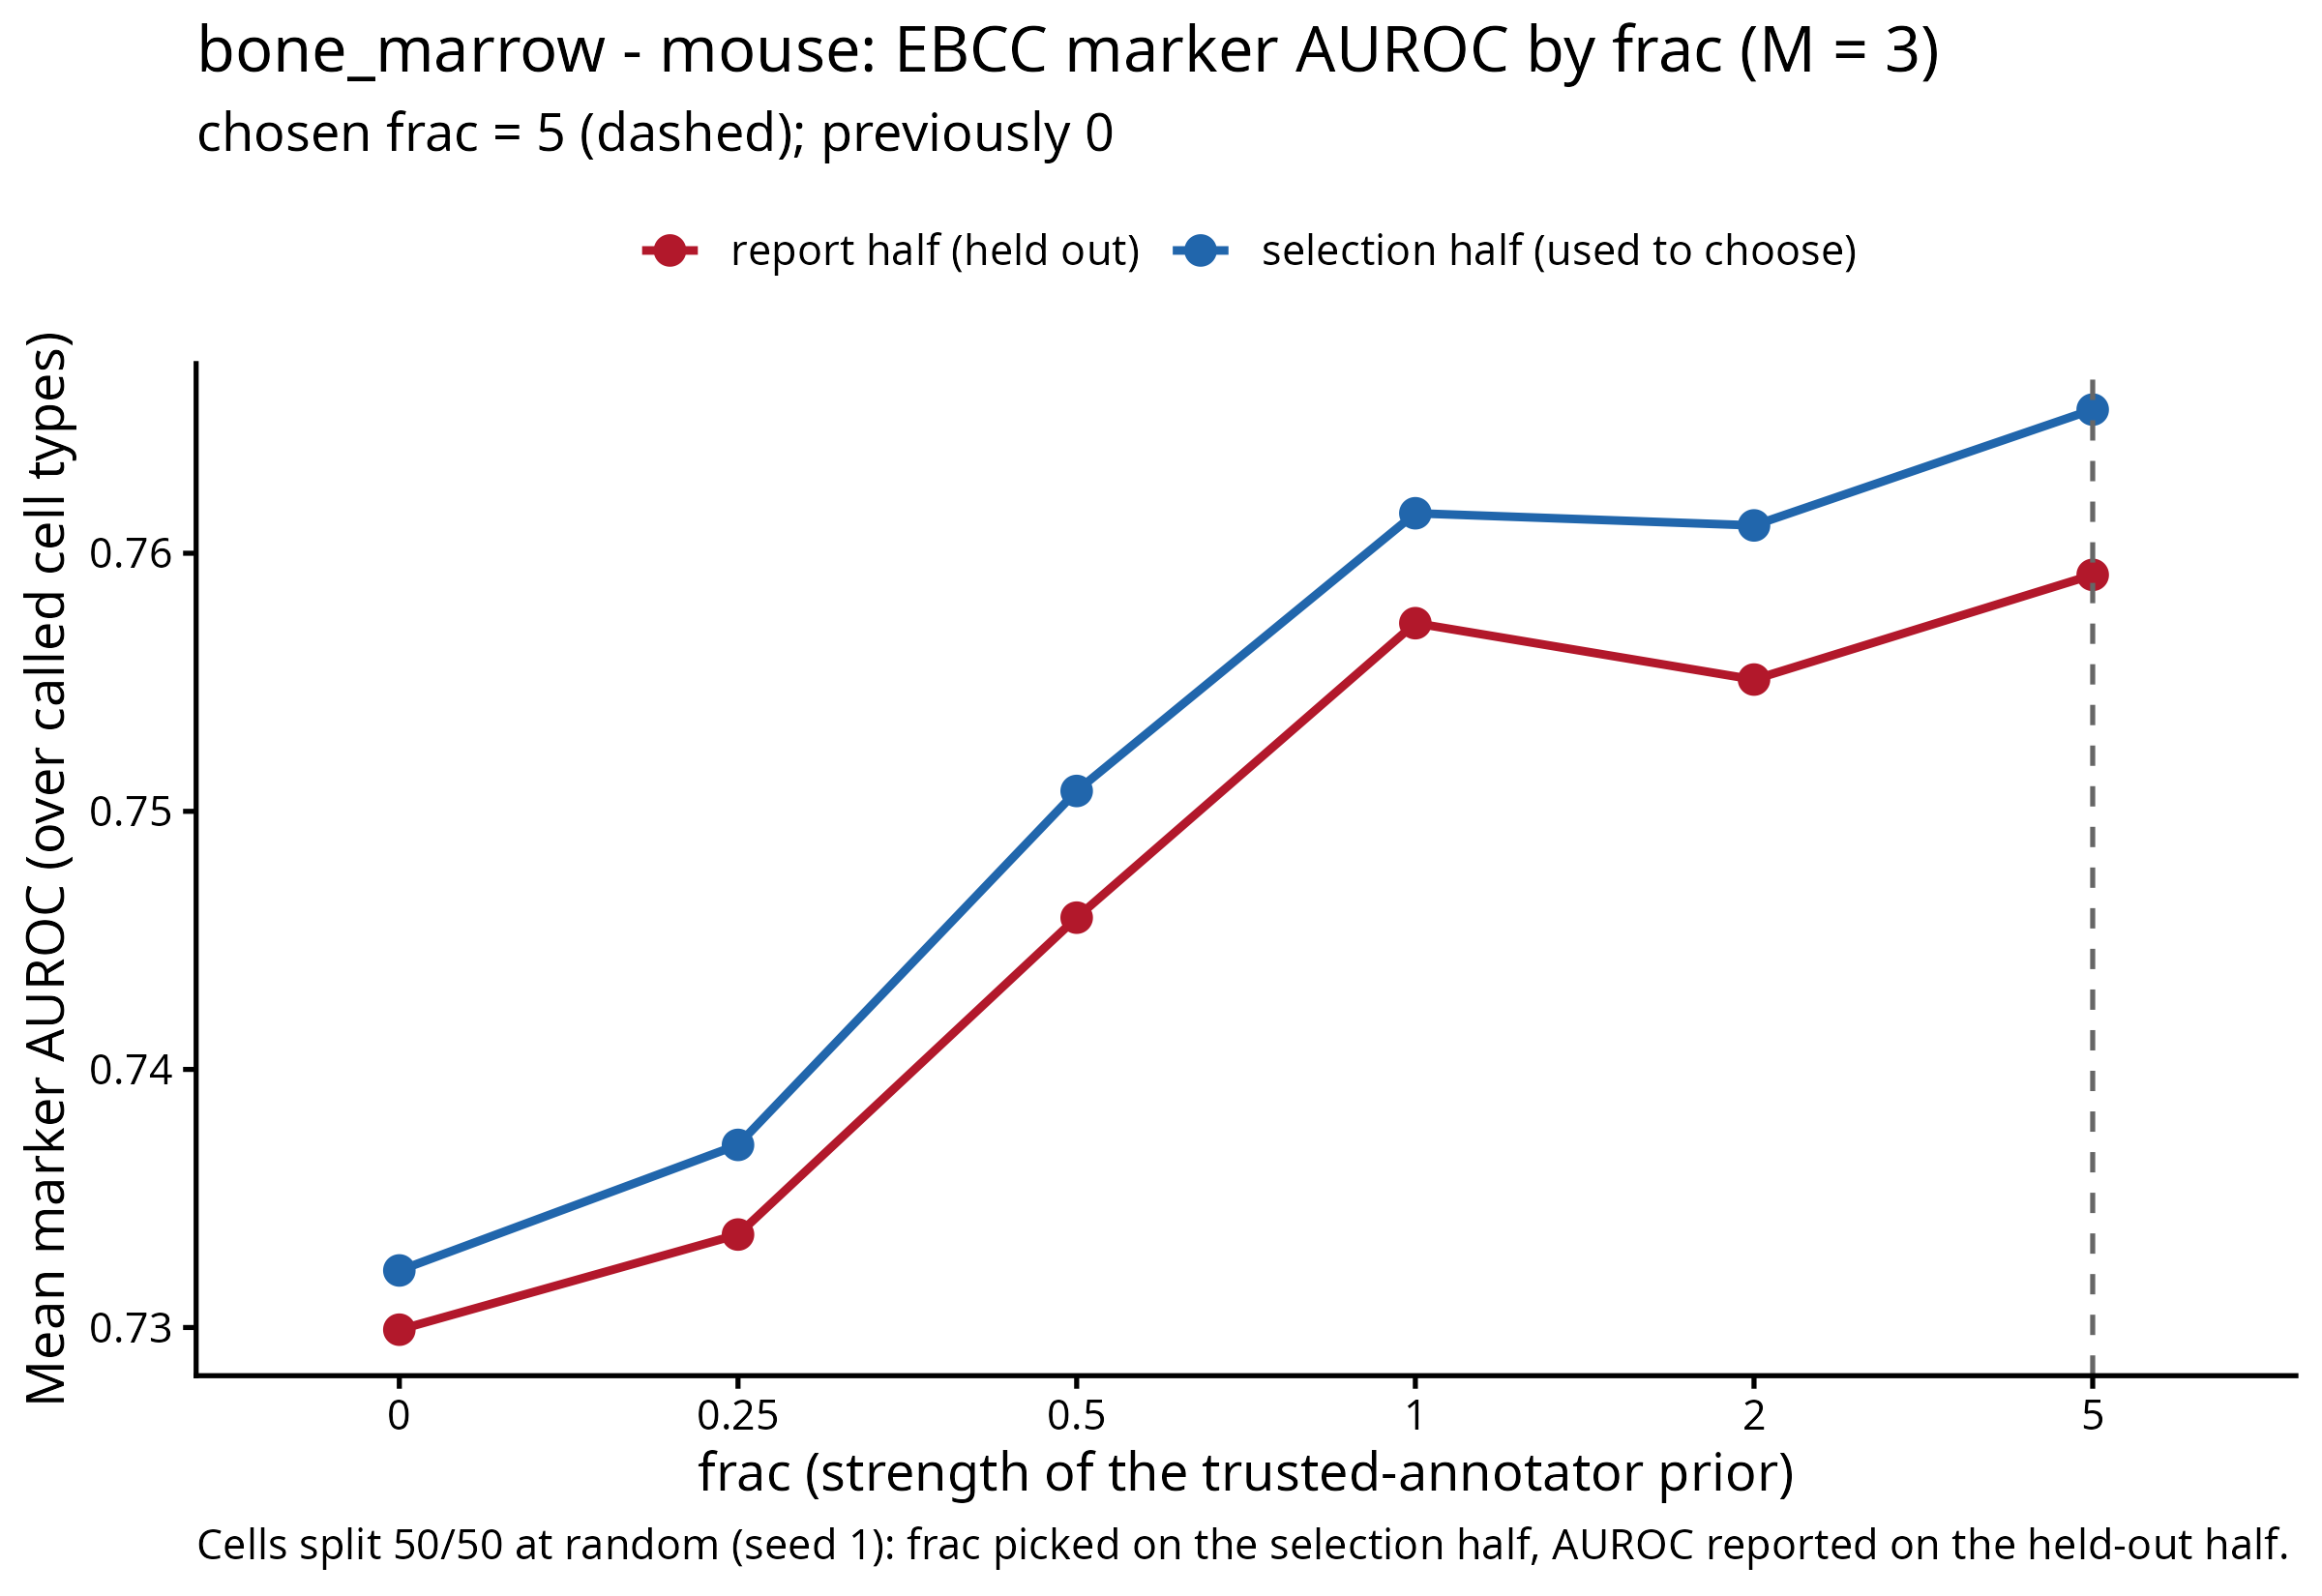 bone_marrow - mouse: EBCC marker AUROC by frac (M = 3)
chosen frac = 5 (dashed); previously 0
report half (held out)
selection half (used to choose)
Mean marker AUROC (over called cell types)
0.76
0.75
0.74
0.73
0
0.25
0.5
1
2
5
frac (strength of the trusted-annotator prior)
Cells split 50/50 at random (seed 1): frac picked on the selection half, AUROC reported on the held-out half.